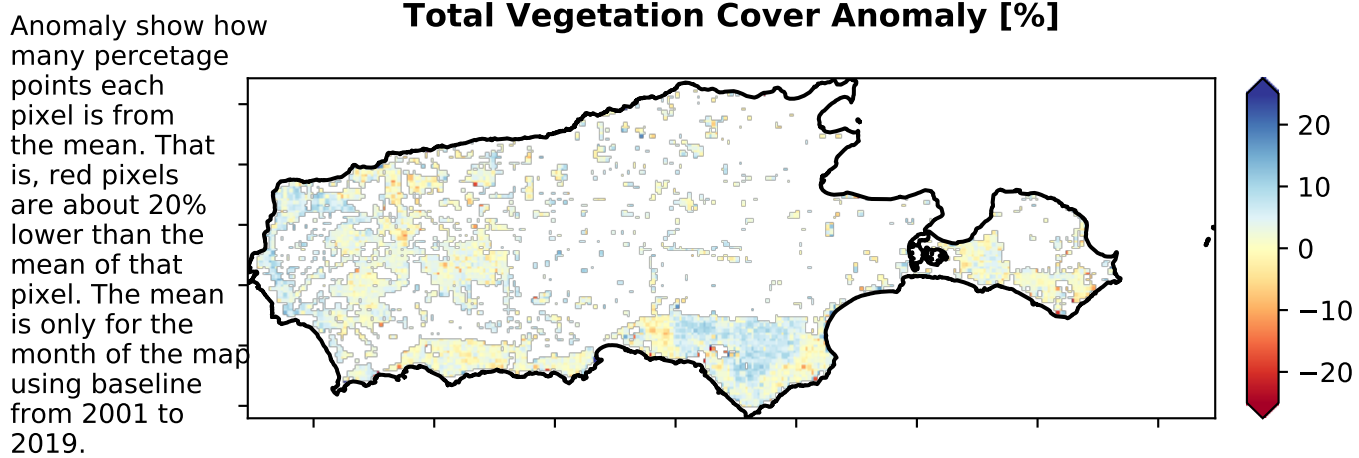 Total Vegetation Cover Anomaly [%]
Anomaly show how
many percetage
points each
pixel is from
the mean. That
is, red pixels
are about 20%
lower than the
mean of that
pixel. The mean
is only for the
month of the map
using baseline
from 2001 to
2019.
20
10
0
−10
−20